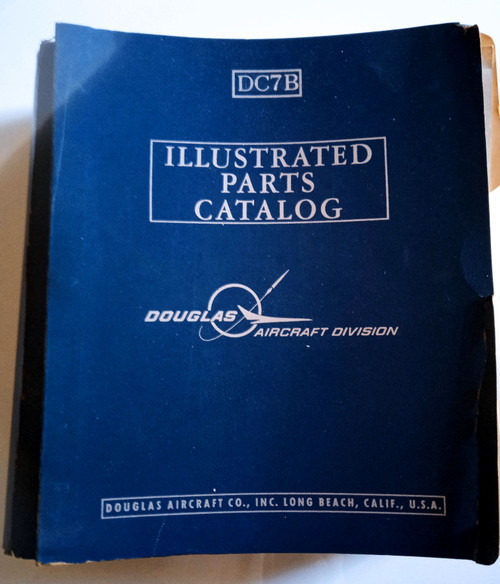 DC7B
ILLUSTRATED
PARTS
CATALOG
DOUGLAS
AIRCRAFT DIVISION
DOUGLAS AIRCRAFT CO., INC. LONG BEACH, CALIF., U.S.A.